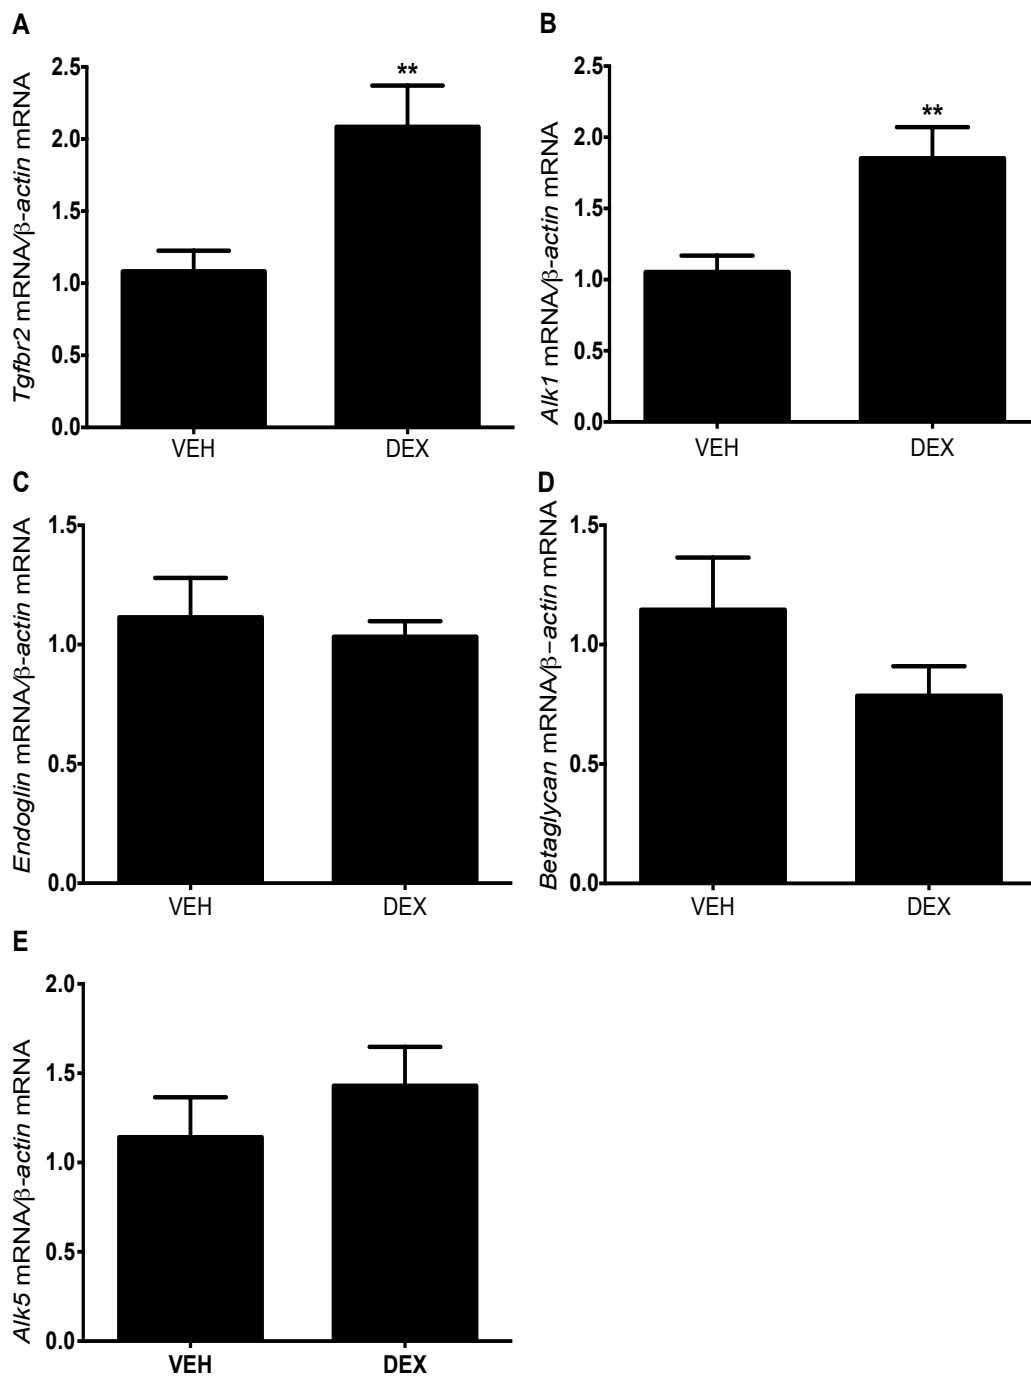 A
Tgfbr2 mRNA/β-actin mRNA
2.5
2.0
1.5
1.0
0.5
0.0
**
VEH DEX
B
Alk1 mRNA/β-actin mRNA
2.5
2.0
1.5
1.0
0.5
0.0
**
VEH DEX
C
Endoglin mRNA/β-actin mRNA
1.5
1.0
0.5
0.0
VEH DEX
D
Betaglycan mRNA/β−actin mRNA
1.5
1.0
0.5
0.0
VEH DEX
E
Alk5 mRNA/β-actin mRNA
2.0
1.5
1.0
0.5
0.0
VEH DEX